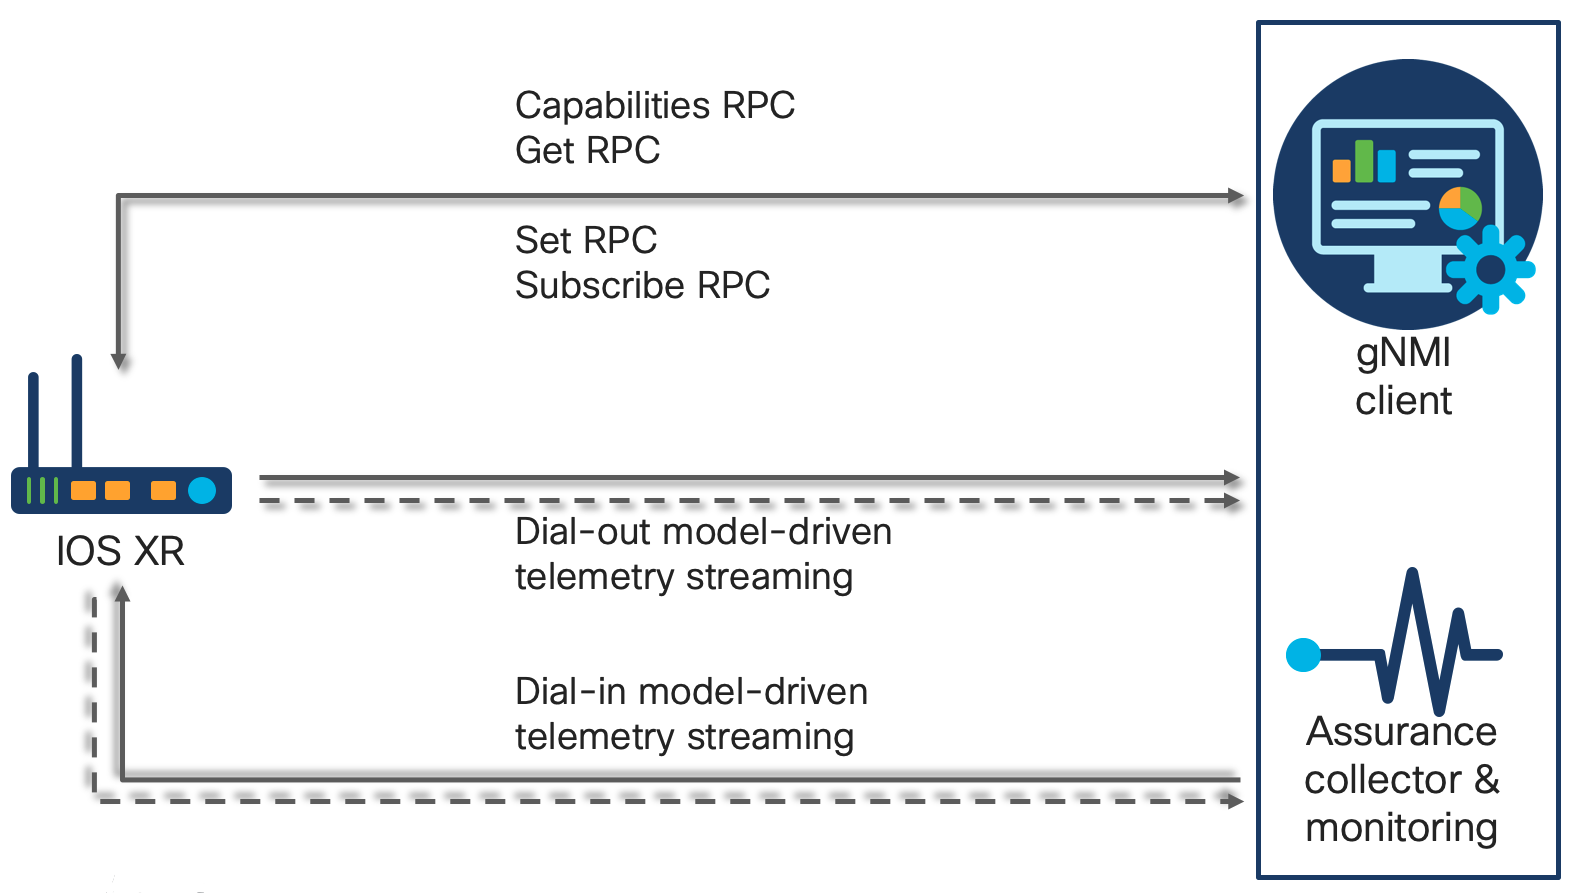 Capabilities RPC
Get RPC
Set RPC
Subscribe RPC
gNMI
client
IOS XR
Dial-out model-driven
telemetry streaming
Dial-in model-driven
telemetry streaming
Assurance
collector &
monitoring